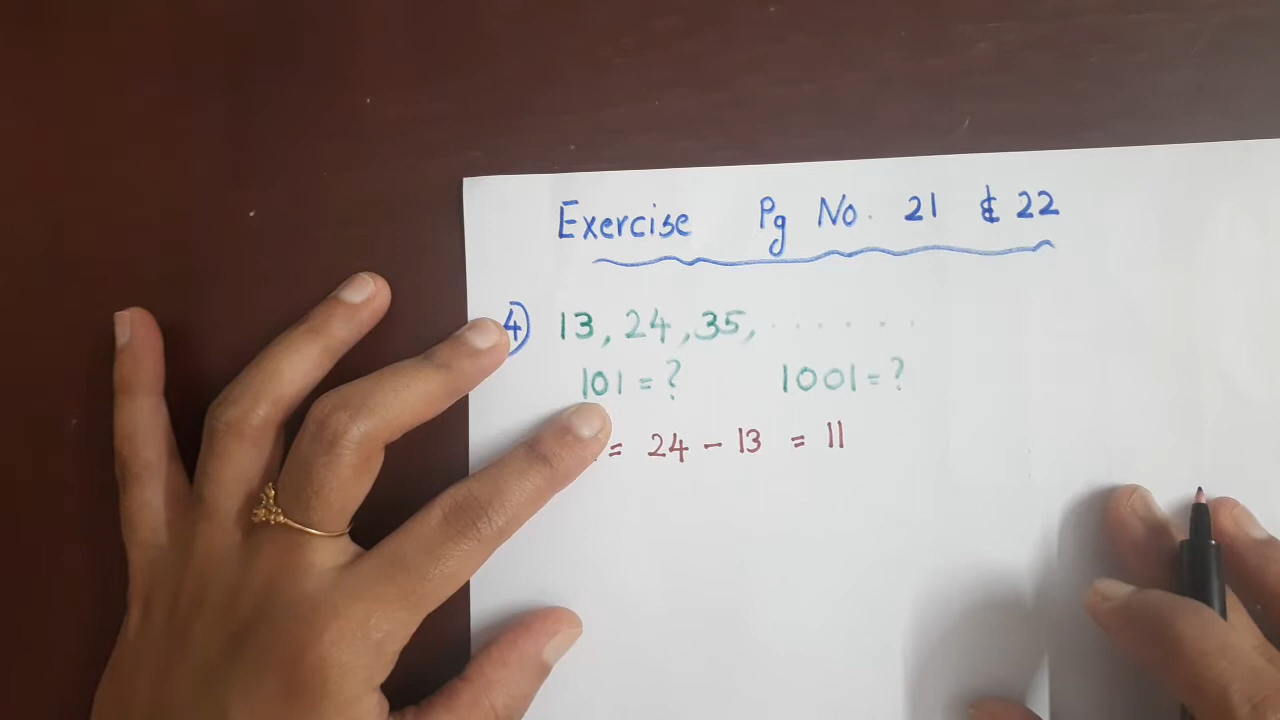 Exercise Pg No. 21 & 22
4) 13, 24, 35, . . . . . .
101 = ? 1001 = ?
= 24 - 13 = 11